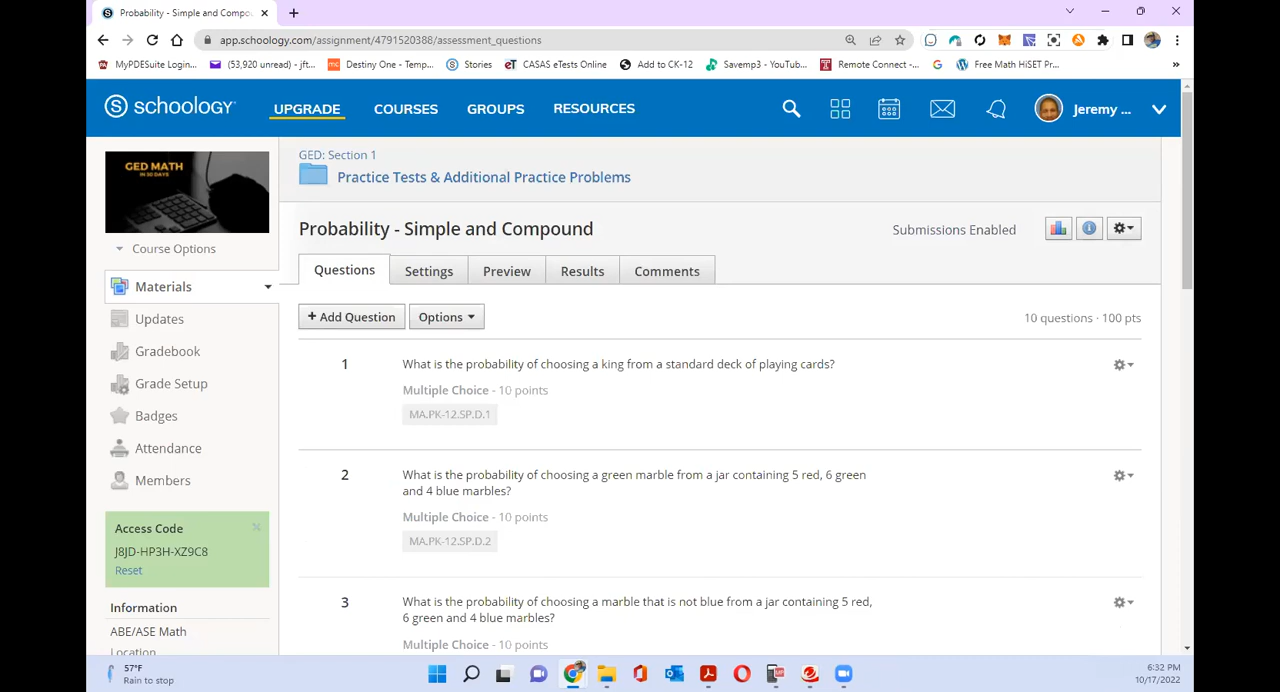 Probability - Simple and Compou
app.schoology.com/assignment/4791520388/assessment_questions
MyPDESuite Login...
(53,920 unread) - jft...
Destiny One - Temp...
Stories
eT CASAS eTests Online
Add to CK-12
Savemp3 - YouTub...
Remote Connect -...
Free Math HiSET Pr...
»
S schoology
UPGRADE
COURSES
GROUPS
RESOURCES
Jeremy ...
GED MATH
IN 30 DAYS
Course Options
Materials
Updates
Gradebook
Grade Setup
Badges
Attendance
Members
Access Code
J8JD-HP3H-XZ9C8
Reset
Information
ABE/ASE Math
Location
GED: Section 1
Practice Tests & Additional Practice Problems
Probability - Simple and Compound
Submissions Enabled
Questions
Settings
Preview
Results
Comments
+ Add Question
Options
10 questions · 100 pts
1
What is the probability of choosing a king from a standard deck of playing cards?
Multiple Choice - 10 points
MA.PK-12.SP.D.1
2
What is the probability of choosing a green marble from a jar containing 5 red, 6 green
and 4 blue marbles?
Multiple Choice - 10 points
MA.PK-12.SP.D.2
3
What is the probability of choosing a marble that is not blue from a jar containing 5 red,
6 green and 4 blue marbles?
Multiple Choice - 10 points
57°F
Rain to stop
6:32 PM
10/17/2022